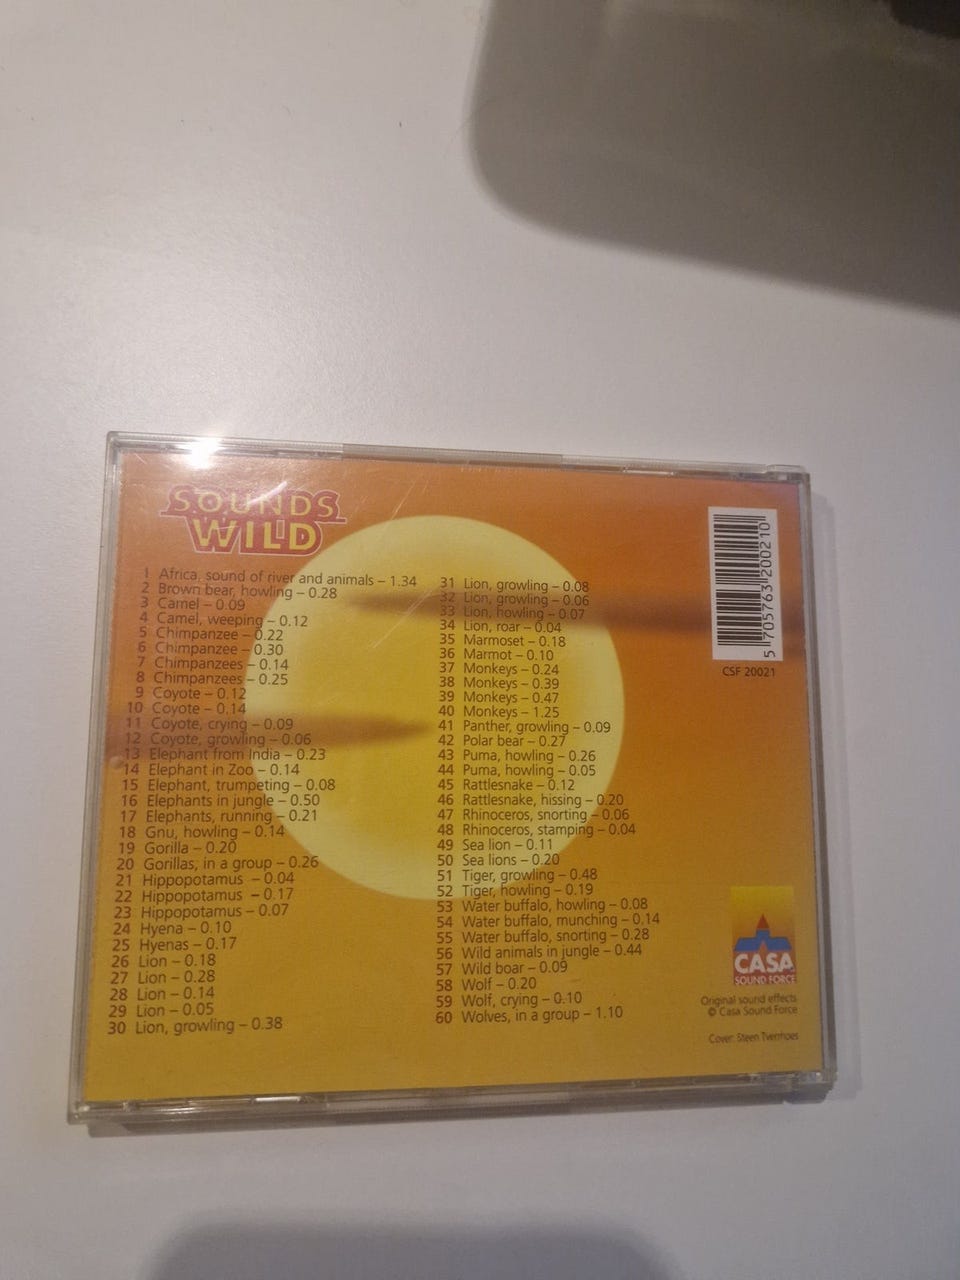 SOUNDS
WILD
1 Africa, sound of river and animals – 1.34
2 Brown bear, howling – 0.28
3 Camel – 0.09
4 Camel, weeping – 0.12
5 Chimpanzee – 0.22
6 Chimpanzee – 0.30
7 Chimpanzees – 0.14
8 Chimpanzees – 0.25
9 Coyote – 0.12
10 Coyote – 0.14
11 Coyote, crying – 0.09
12 Coyote, growling – 0.06
13 Elephant from India – 0.23
14 Elephant in Zoo – 0.14
15 Elephant, trumpeting – 0.08
16 Elephants in jungle – 0.50
17 Elephants, running – 0.21
18 Gnu, howling – 0.14
19 Gorilla – 0.20
20 Gorillas, in a group – 0.26
21 Hippopotamus – 0.04
22 Hippopotamus – 0.17
23 Hippopotamus – 0.07
24 Hyena – 0.10
25 Hyenas – 0.17
26 Lion – 0.18
27 Lion – 0.28
28 Lion – 0.14
29 Lion – 0.05
30 Lion, growling – 0.38
31 Lion, growling – 0.08
32 Lion, growling – 0.06
33 Lion, howling – 0.07
34 Lion, roar – 0.04
35 Marmoset – 0.18
36 Marmot – 0.10
37 Monkeys – 0.24
38 Monkeys – 0.39
39 Monkeys – 0.47
40 Monkeys – 1.25
41 Panther, growling – 0.09
42 Polar bear – 0.27
43 Puma, howling – 0.26
44 Puma, howling – 0.05
45 Rattlesnake – 0.12
46 Rattlesnake, hissing – 0.20
47 Rhinoceros, snorting – 0.06
48 Rhinoceros, stamping – 0.04
49 Sea lion – 0.11
50 Sea lions – 0.20
51 Tiger, growling – 0.48
52 Tiger, howling – 0.19
53 Water buffalo, howling – 0.08
54 Water buffalo, munching – 0.14
55 Water buffalo, snorting – 0.28
56 Wild animals in jungle – 0.44
57 Wild boar – 0.09
58 Wolf – 0.20
59 Wolf, crying – 0.10
60 Wolves, in a group – 1.10
5 705763 200210
CSF 20021
CASA
SOUND FORCE
Original sound effects
© Casa Sound Force
Cover: Steen Tvermoes